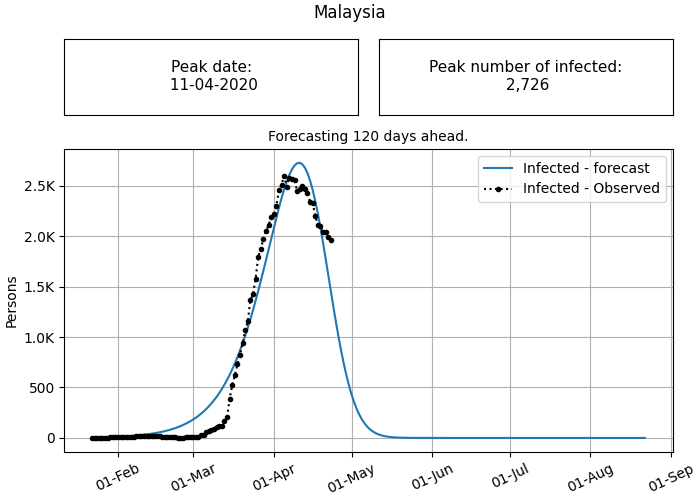 Malaysia
Peak date:
11-04-2020
Peak number of infected:
2,726
Forecasting 120 days ahead.
Infected - forecast
Infected - Observed
Persons
2.5K
2.0K
1.5K
1.0K
500
0
01-Feb
01-Mar
01-Apr
01-May
01-Jun
01-Jul
01-Aug
01-Sep